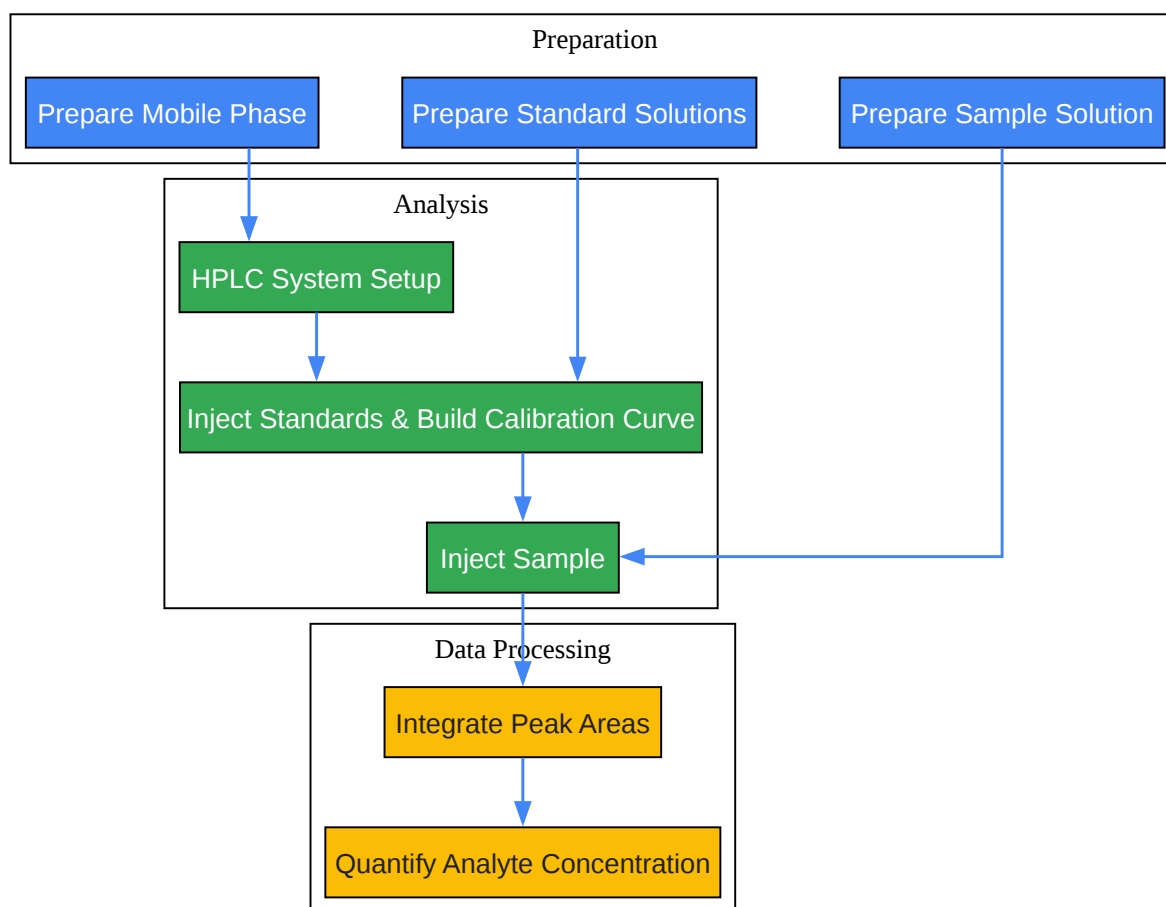 Preparation
Prepare Mobile Phase
Prepare Standard Solutions
Prepare Sample Solution
Analysis
HPLC System Setup
Inject Standards & Build Calibration Curve
Inject Sample
Data Processing
Integrate Peak Areas
Quantify Analyte Concentration